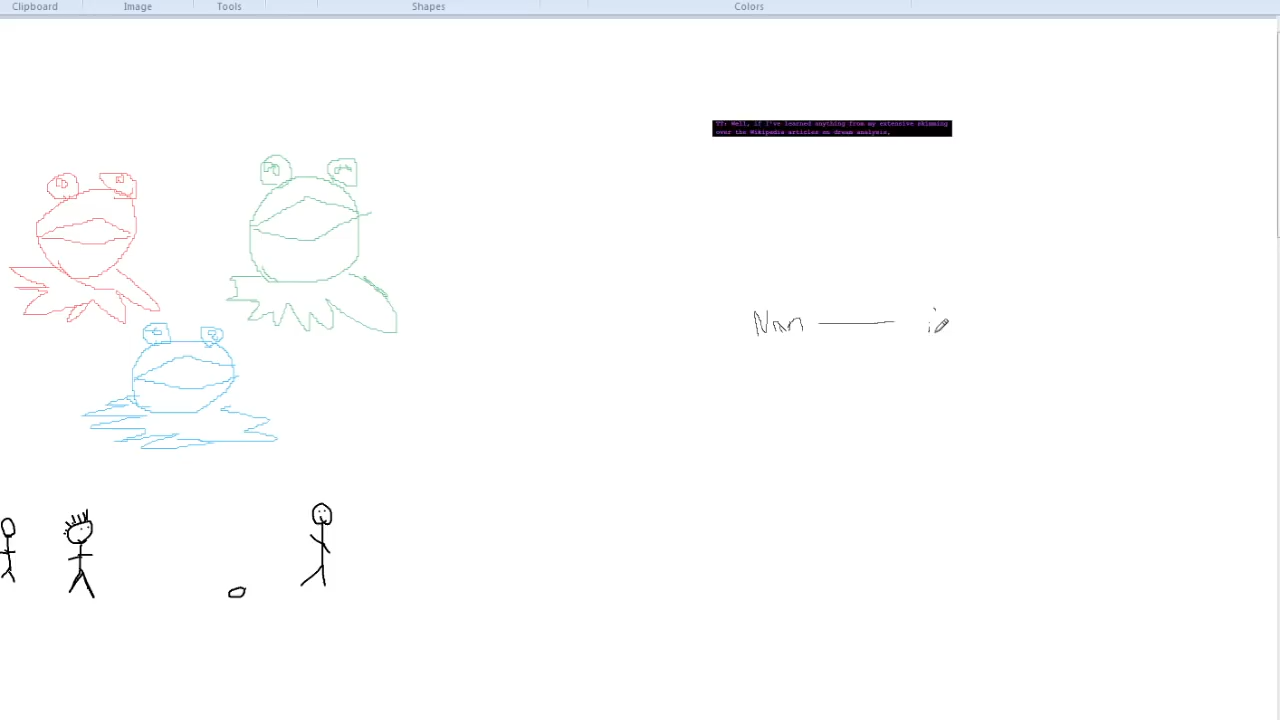 Clipboard Image Tools Shapes Colors
TT: Well, if I've learned anything from my extensive skimming
over the Wikipedia articles on dream analysis,